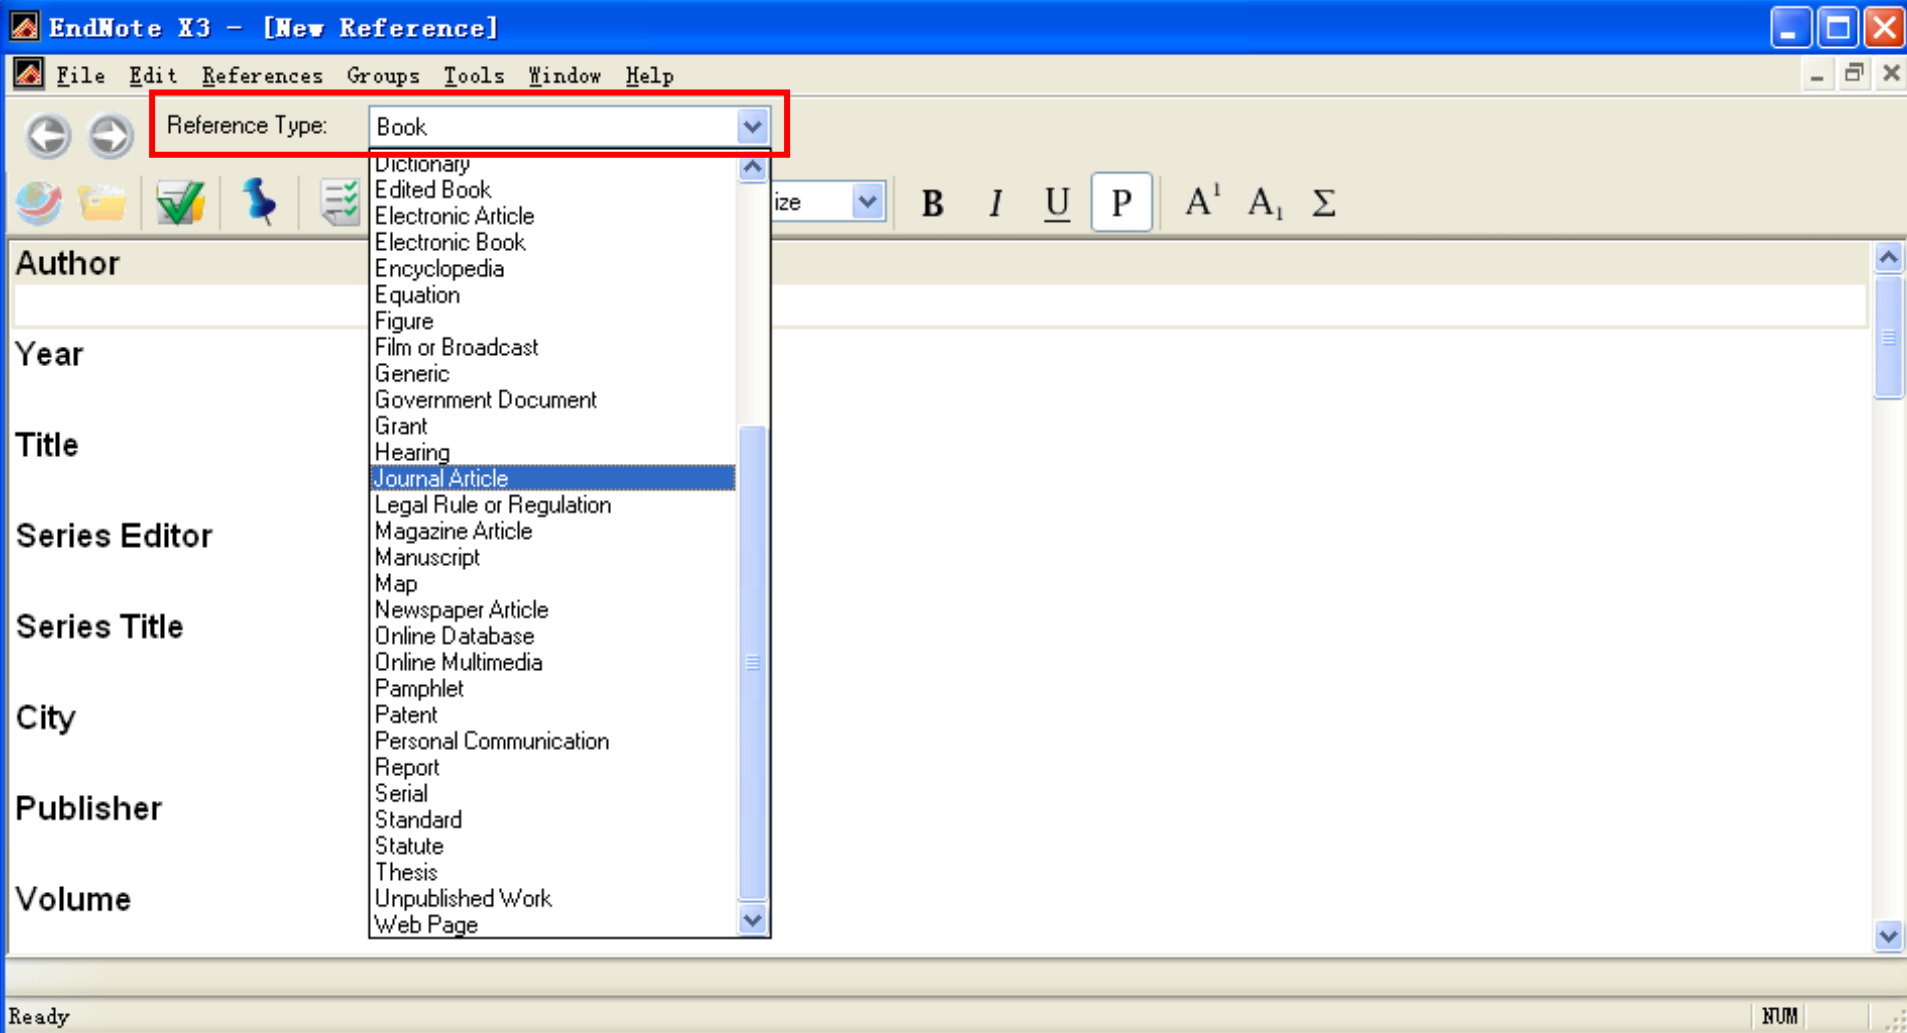 EndNote X3 - [New Reference]
File Edit References Groups Tools Window Help
Reference Type: Book
Dictionary
Edited Book
Electronic Article
Electronic Book
Encyclopedia
Equation
Figure
Film or Broadcast
Generic
Government Document
Grant
Hearing
Journal Article
Legal Rule or Regulation
Magazine Article
Manuscript
Map
Newspaper Article
Online Database
Online Multimedia
Pamphlet
Patent
Personal Communication
Report
Serial
Standard
Statute
Thesis
Unpublished Work
Web Page
ize B I U P A¹ A₁ Σ
Author
Year
Title
Series Editor
Series Title
City
Publisher
Volume
Ready NUM